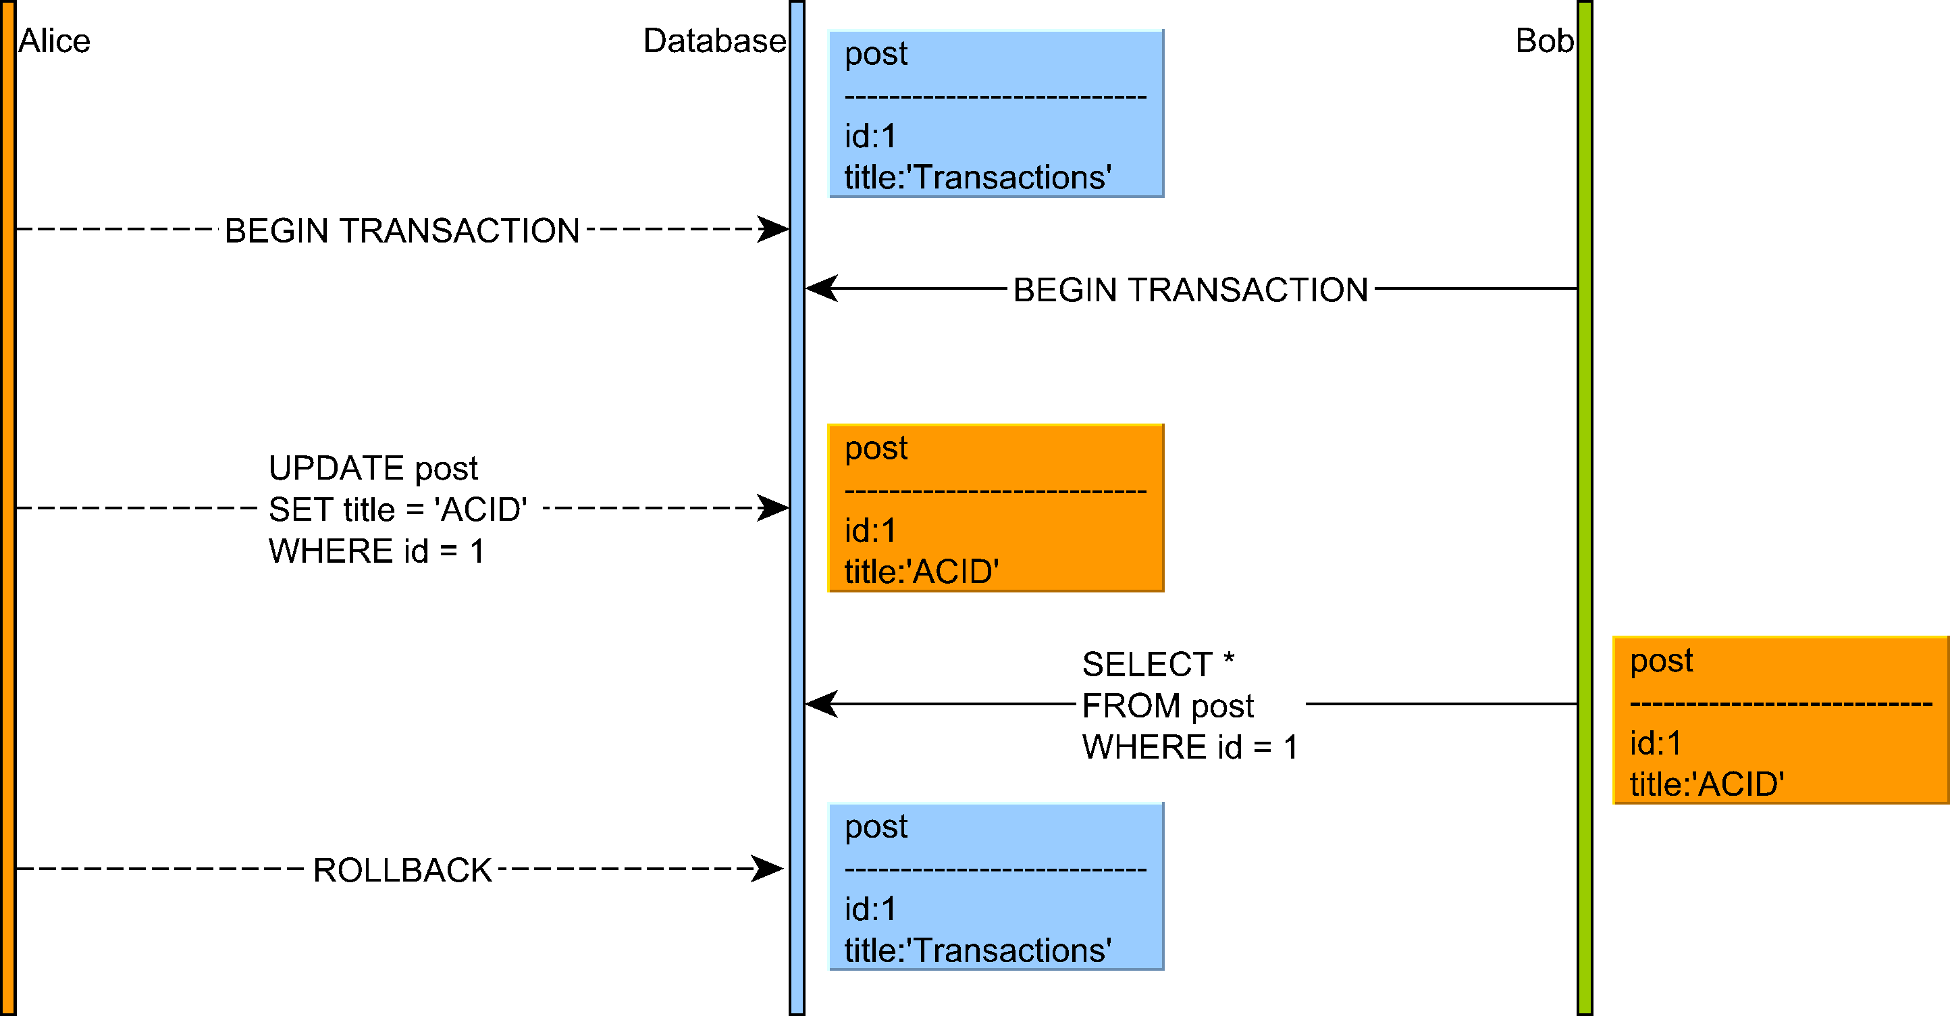 Alice
Database
Bob
post
---------------------------
id:1
title:'Transactions'
BEGIN TRANSACTION
BEGIN TRANSACTION
UPDATE post
SET title = 'ACID'
WHERE id = 1
post
---------------------------
id:1
title:'ACID'
SELECT *
FROM post
WHERE id = 1
post
---------------------------
id:1
title:'ACID'
ROLLBACK
post
---------------------------
id:1
title:'Transactions'